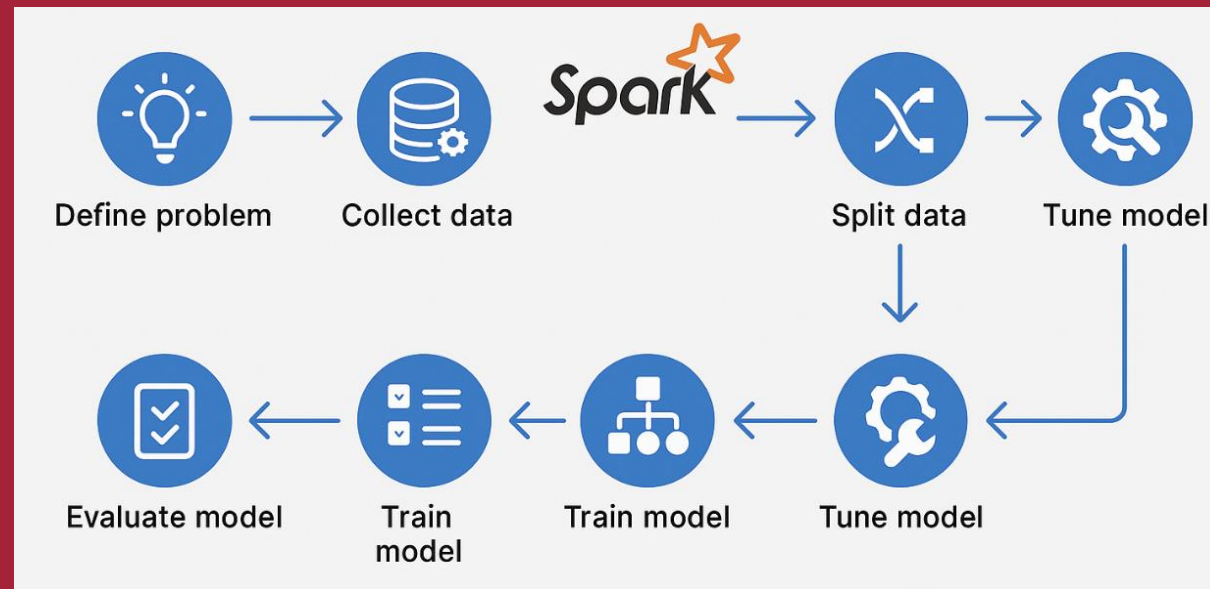 Spark
Define problem
Collect data
Split data
Tune model
Evaluate model
Train
model
Train model
Tune model